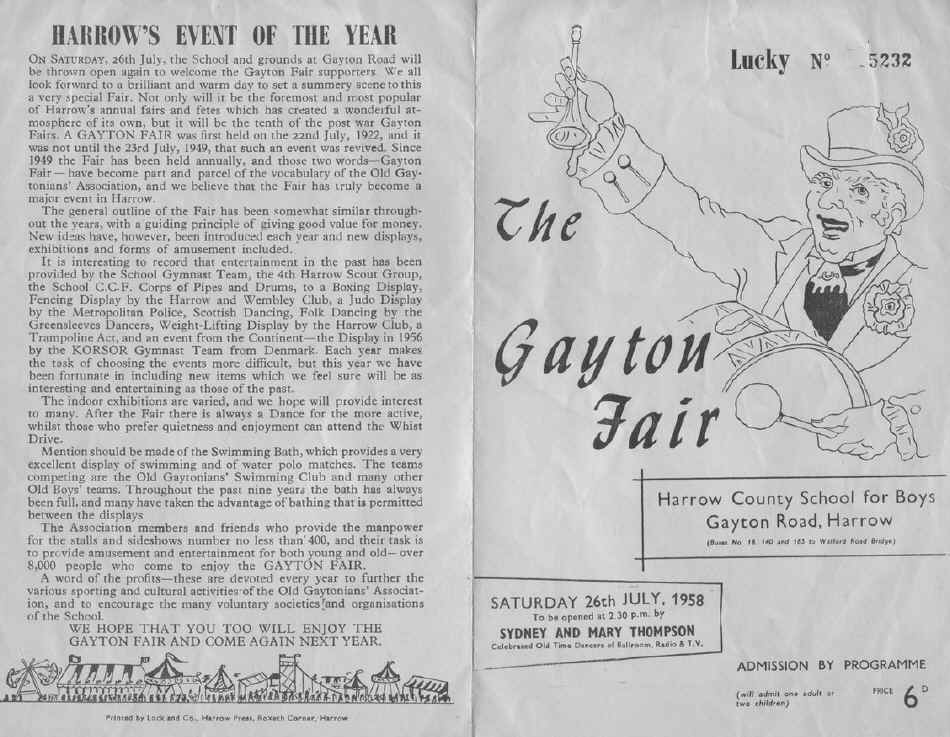 HARROW'S EVENT OF THE YEAR
ON SATURDAY, 26th July, the School and grounds at Gayton Road will
be thrown open again to welcome the Gayton Fair supporters. We all
look forward to a brilliant and warm day to set a summery scene to this
a very special Fair. Not only will it be the foremost and most popular
of Harrow's annual fairs and fetes which has created a wonderful at-
mosphere of its own, but it will be the tenth of the post war Gayton
Fairs. A GAYTON FAIR was first held on the 22nd July, 1922, and it
was not until the 23rd July, 1949, that such an event was revived. Since
1949 the Fair has been held annually, and those two words—Gayton
Fair — have become part and parcel of the vocabulary of the Old Gay-
tonians' Association, and we believe that the Fair has truly become a
major event in Harrow.
The general outline of the Fair has been somewhat similar through-
out the years, with a guiding principle of giving good value for money.
New ideas have, however, been introduced each year and new displays,
exhibitions and forms of amusement included.
It is interesting to record that entertainment in the past has been
provided by the School Gymnast Team, the 4th Harrow Scout Group,
the School C.C.F. Corps of Pipes and Drums, to a Boxing Display,
Fencing Display by the Harrow and Wembley Club, a Judo Display
by the Metropolitan Police, Scottish Dancing, Folk Dancing by the
Greensleeves Dancers, Weight-Lifting Display by the Harrow Club, a
Trampoline Act, and an event from the Continent—the Display in 1956
by the KORSOR Gymnast Team from Denmark. Each year makes
the task of choosing the events more difficult, but this year we have
been fortunate in including new items which we feel sure will be as
interesting and entertaining as those of the past.
The indoor exhibitions are varied, and we hope will provide interest
to many. After the Fair there is always a Dance for the more active,
whilst those who prefer quietness and enjoyment can attend the Whist
Drive.
Mention should be made of the Swimming Bath, which provides a very
excellent display of swimming and of water polo matches. The teams
competing are the Old Gaytonians' Swimming Club and many other
Old Boys' teams. Throughout the past nine years the bath has always
been full, and many have taken the advantage of bathing that is permitted
between the displays
The Association members and friends who provide the manpower
for the stalls and sideshows number no less than 400, and their task is
to provide amusement and entertainment for both young and old— over
8,000 people who come to enjoy the GAYTON FAIR.
A word of the profits—these are devoted every year to further the
various sporting and cultural activities of the Old Gaytonians' Associat-
ion, and to encourage the many voluntary societies and organisations
of the School.
WE HOPE THAT YOU TOO WILL ENJOY THE
GAYTON FAIR AND COME AGAIN NEXT YEAR.
Printed by Lock and Co., Harrow Press, Roxeth Corner, Harrow
Lucky No 5232
The
Gayton
Fair
Harrow County School for Boys
Gayton Road, Harrow
(Buses No. 18, 140 and 183 to Watford Road Bridge)
SATURDAY 26th JULY, 1958
To be opened at 2.30 p.m. by
SYDNEY AND MARY THOMPSON
Celebrated Old Time Dancers of Ballroom, Radio & T.V.
ADMISSION BY PROGRAMME
(will admit one adult or
two children)
PRICE 6D